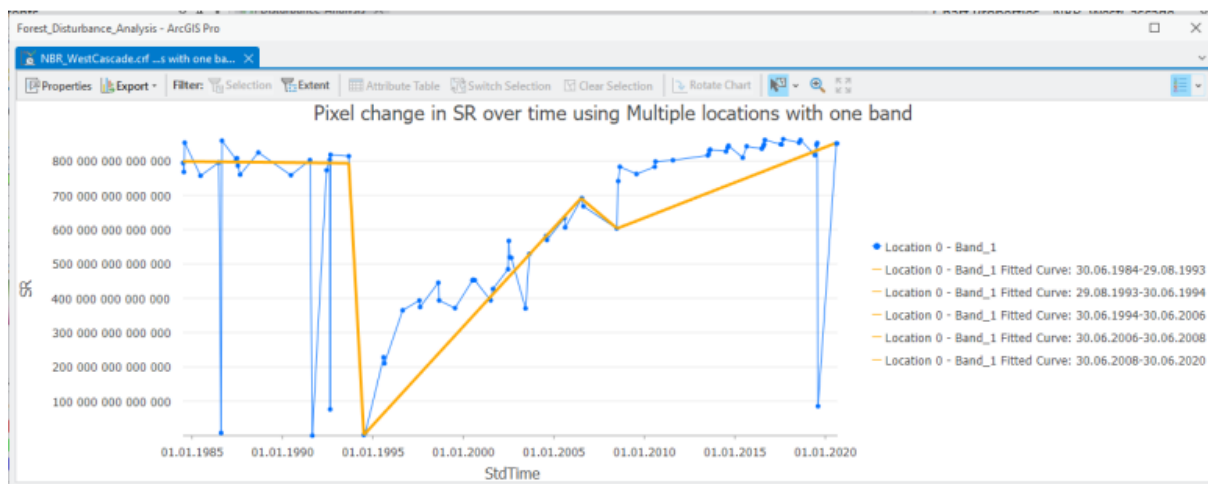 Forest_Disturbance_Analysis - ArcGIS Pro
NBR_WestCascade.crf ...s with one ba...
Properties Export Filter: Selection Extent Attribute Table Switch Selection Clear Selection Rotate Chart
Pixel change in SR over time using Multiple locations with one band
800 000 000 000 000
700 000 000 000 000
600 000 000 000 000
500 000 000 000 000
400 000 000 000 000
300 000 000 000 000
200 000 000 000 000
100 000 000 000 000
SR
01.01.1985 01.01.1990 01.01.1995 01.01.2000 01.01.2005 01.01.2010 01.01.2015 01.01.2020
StdTime
Location 0 - Band_1
Location 0 - Band_1 Fitted Curve: 30.06.1984-29.08.1993
Location 0 - Band_1 Fitted Curve: 29.08.1993-30.06.1994
Location 0 - Band_1 Fitted Curve: 30.06.1994-30.06.2006
Location 0 - Band_1 Fitted Curve: 30.06.2006-30.06.2008
Location 0 - Band_1 Fitted Curve: 30.06.2008-30.06.2020